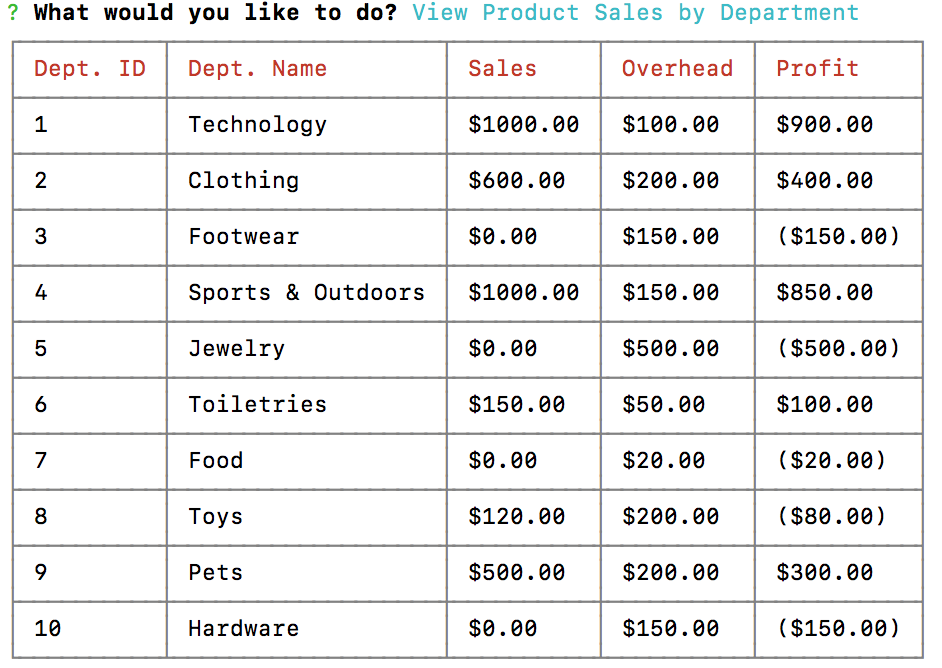 ? What would you like to do? View Product Sales by Department
Dept. ID Dept. Name Sales Overhead Profit
1 Technology $1000.00 $100.00 $900.00
2 Clothing $600.00 $200.00 $400.00
3 Footwear $0.00 $150.00 ($150.00)
4 Sports & Outdoors $1000.00 $150.00 $850.00
5 Jewelry $0.00 $500.00 ($500.00)
6 Toiletries $150.00 $50.00 $100.00
7 Food $0.00 $20.00 ($20.00)
8 Toys $120.00 $200.00 ($80.00)
9 Pets $500.00 $200.00 $300.00
10 Hardware $0.00 $150.00 ($150.00)